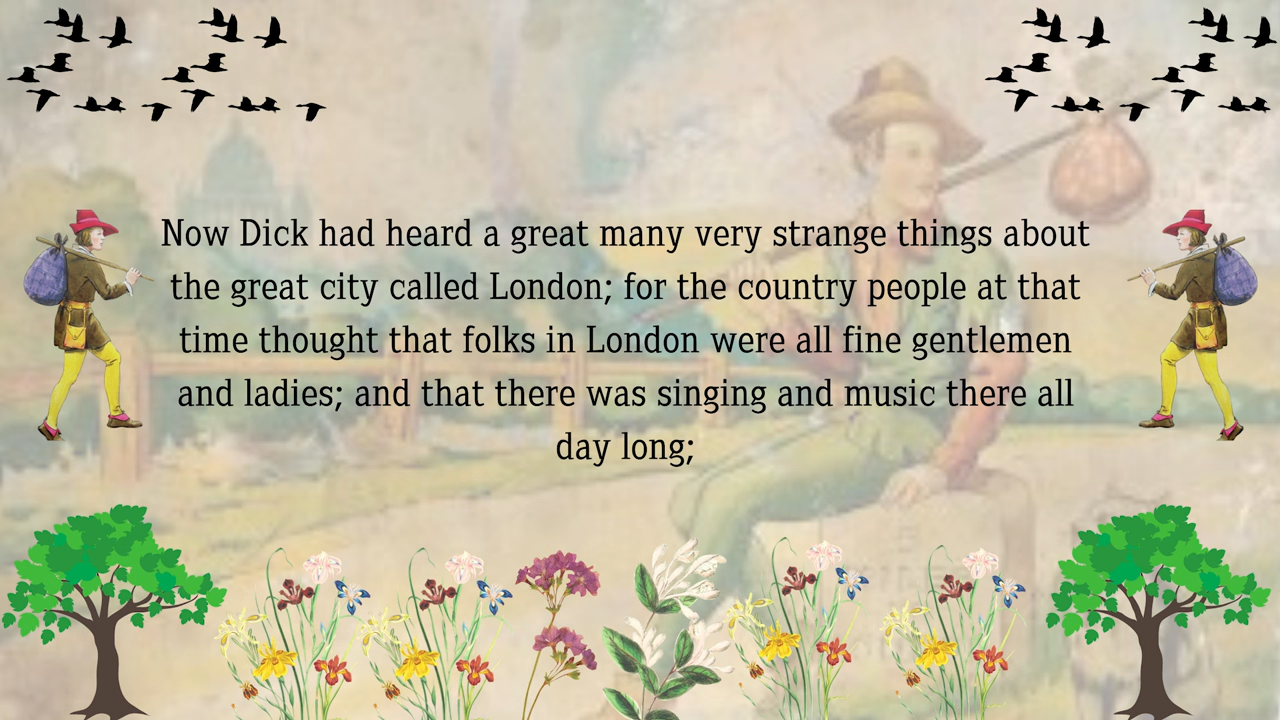 Now Dick had heard a great many very strange things about
the great city called London; for the country people at that
time thought that folks in London were all fine gentlemen
and ladies; and that there was singing and music there all
day long;